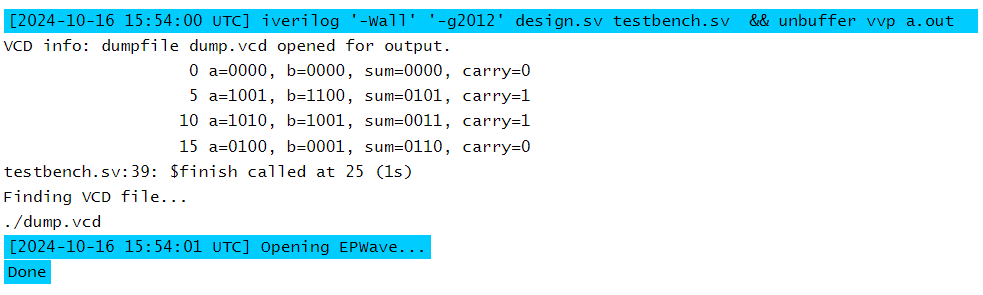 [2024-10-16 15:54:00 UTC] iverilog '-Wall' '-g2012' design.sv testbench.sv  && unbuffer vvp a.out
VCD info: dumpfile dump.vcd opened for output.
                   0 a=0000, b=0000, sum=0000, carry=0
                   5 a=1001, b=1100, sum=0101, carry=1
                  10 a=1010, b=1001, sum=0011, carry=1
                  15 a=0100, b=0001, sum=0110, carry=0
testbench.sv:39: $finish called at 25 (1s)
Finding VCD file...
./dump.vcd
[2024-10-16 15:54:01 UTC] Opening EPWave...
Done